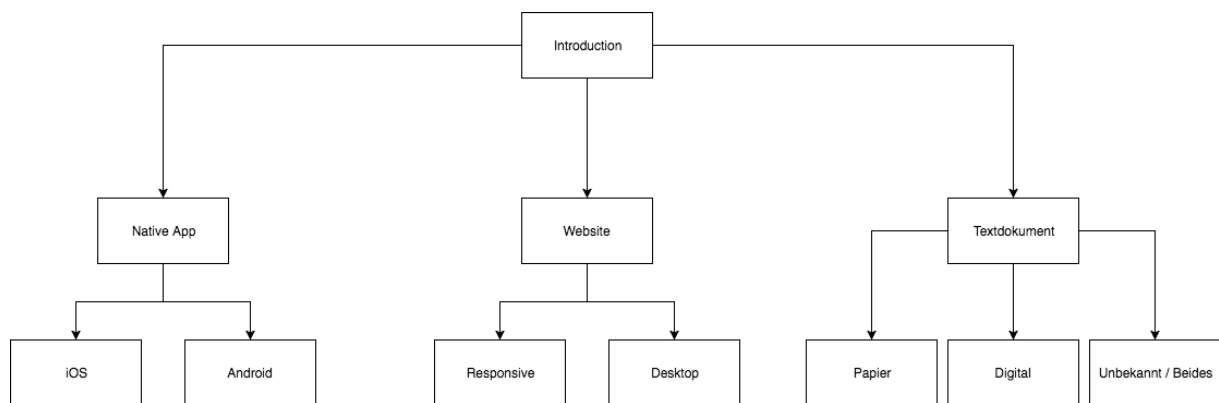 Introduction
Native App
Website
Textdokument
iOS
Android
Responsive
Desktop
Papier
Digital
Unbekannt / Beides